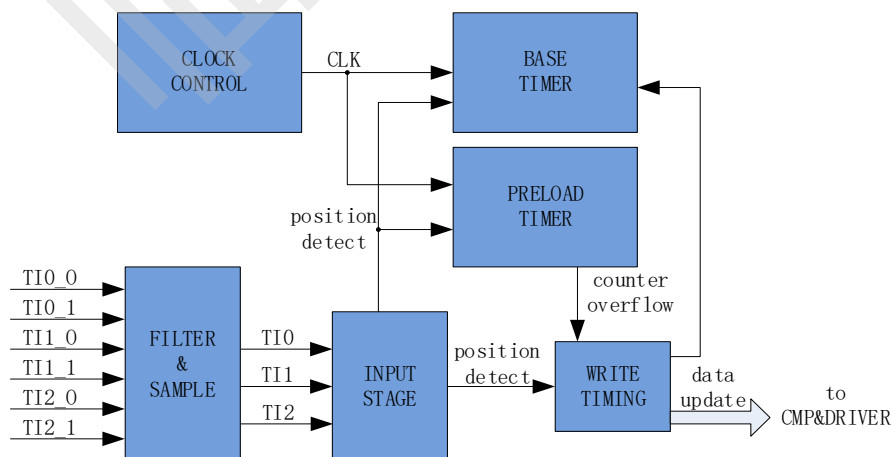 CLOCK
CONTROL
CLK
BASE
TIMER
PRELOAD
TIMER
position
detect
counter
overflow
TI0_0
TI0_1
TI1_0
TI1_1
TI2_0
TI2_1
FILTER
&
SAMPLE
TI0
TI1
TI2
INPUT
STAGE
position
detect
WRITE
TIMING
data
update
to
CMP&DRIVER